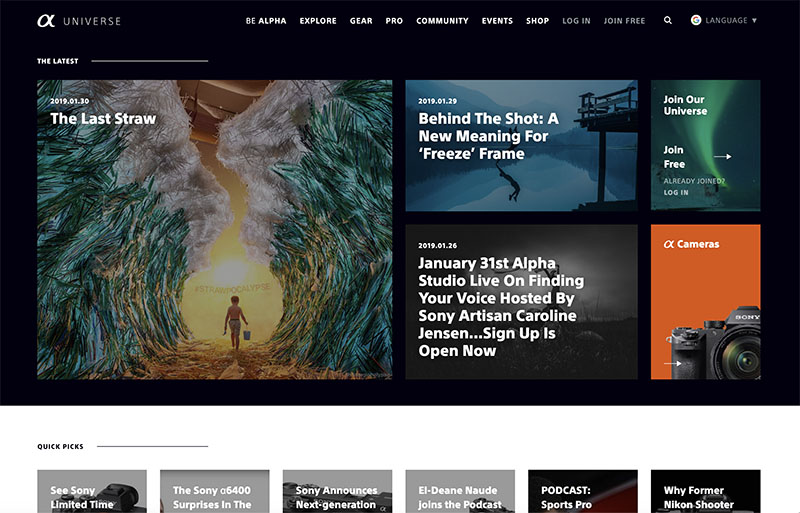 α UNIVERSE
BE ALPHA EXPLORE GEAR PRO COMMUNITY EVENTS SHOP LOG IN JOIN FREE G LANGUAGE ▼
THE LATEST
2019.01.30
The Last Straw
#STRAWPOCALYPSE
2019.01.29
Behind The Shot: A
New Meaning For
‘Freeze’ Frame
Join Our
Universe
Join
Free
ALREADY JOINED?
LOG IN
2019.01.26
January 31st Alpha
Studio Live On Finding
Your Voice Hosted By
Sony Artisan Caroline
Jensen...Sign Up Is
Open Now
α Cameras
SONY
QUICK PICKS
See Sony
Limited Time
The Sony α6400
Surprises In The
Sony Announces
Next-generation
El-Deane Naude
Joins the Podcast
PODCAST:
Sports Pro
Why Former
Nikon Shooter